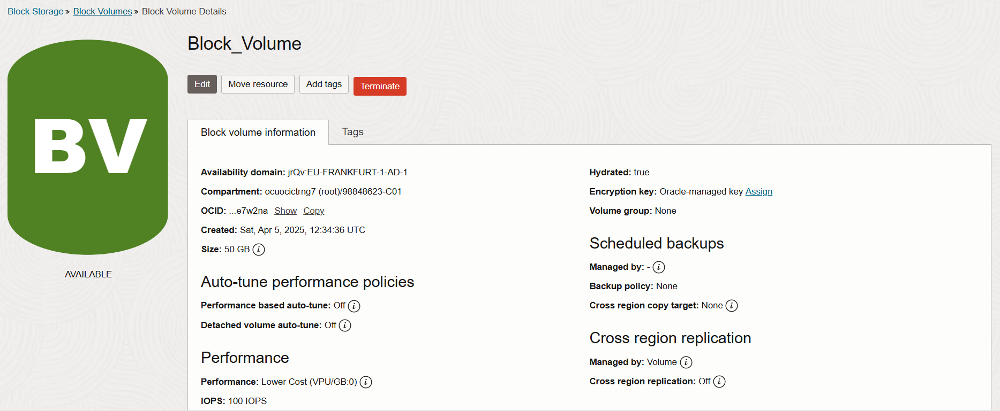 Block Storage » Block Volumes » Block Volume Details
BV
AVAILABLE
Block_Volume
Edit Move resource Add tags Terminate
Block volume information Tags
Availability domain: jrQv:EU-FRANKFURT-1-AD-1
Compartment: ocuocictrng7 (root)/98848623-C01
OCID: ...e7w2na Show Copy
Created: Sat, Apr 5, 2025, 12:34:36 UTC
Size: 50 GB i
Auto-tune performance policies
Performance based auto-tune: Off i
Detached volume auto-tune: Off i
Performance
Performance: Lower Cost (VPU/GB:0) i
IOPS: 100 IOPS
Hydrated: true
Encryption key: Oracle-managed key Assign
Volume group: None
Scheduled backups
Managed by: - i
Backup policy: None
Cross region copy target: None i
Cross region replication
Managed by: Volume i
Cross region replication: Off i